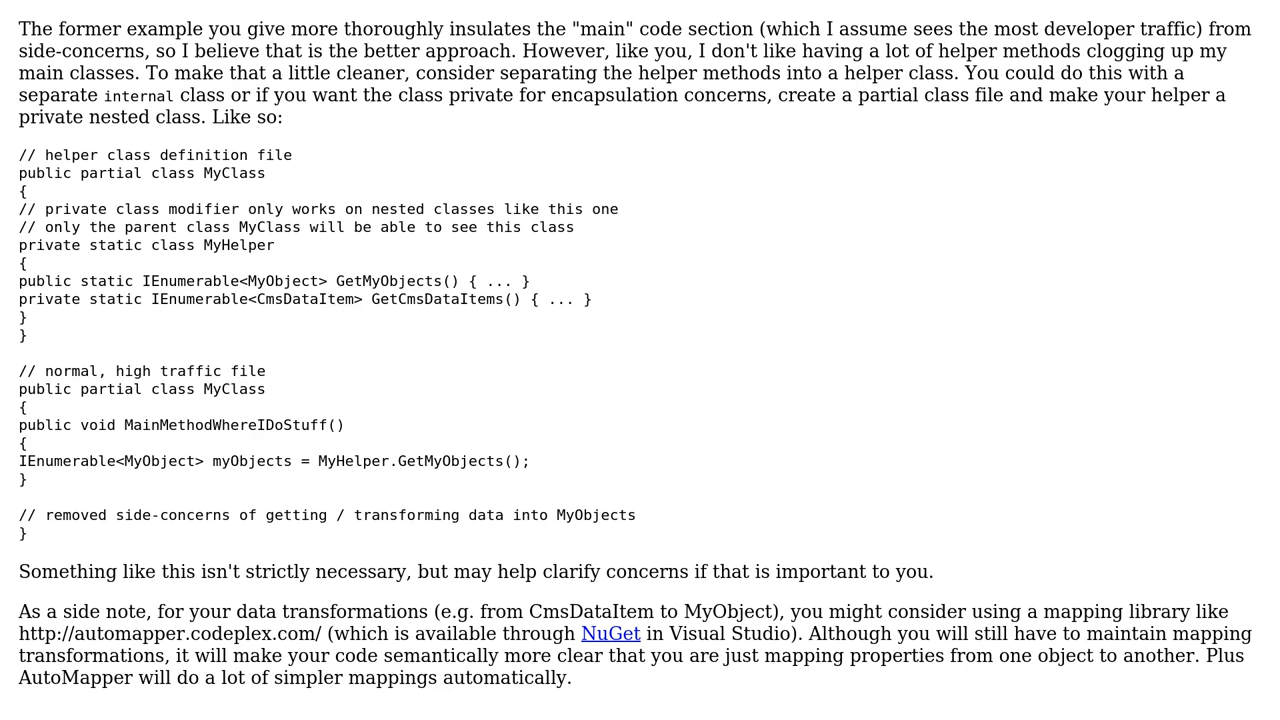 The former example you give more thoroughly insulates the "main" code section (which I assume sees the most developer traffic) from
side-concerns, so I believe that is the better approach. However, like you, I don't like having a lot of helper methods clogging up my
main classes. To make that a little cleaner, consider separating the helper methods into a helper class. You could do this with a
separate internal class or if you want the class private for encapsulation concerns, create a partial class file and make your helper a
private nested class. Like so:
// helper class definition file
public partial class MyClass
{
// private class modifier only works on nested classes like this one
// only the parent class MyClass will be able to see this class
private static class MyHelper
{
public static IEnumerable<MyObject> GetMyObjects() { ... }
private static IEnumerable<CmsDataItem> GetCmsDataItems() { ... }
}
}
// normal, high traffic file
public partial class MyClass
{
public void MainMethodWhereIDoStuff()
{
IEnumerable<MyObject> myObjects = MyHelper.GetMyObjects();
}
// removed side-concerns of getting / transforming data into MyObjects
}
Something like this isn't strictly necessary, but may help clarify concerns if that is important to you.
As a side note, for your data transformations (e.g. from CmsDataItem to MyObject), you might consider using a mapping library like
http://automapper.codeplex.com/ (which is available through NuGet in Visual Studio). Although you will still have to maintain mapping
transformations, it will make your code semantically more clear that you are just mapping properties from one object to another. Plus
AutoMapper will do a lot of simpler mappings automatically.